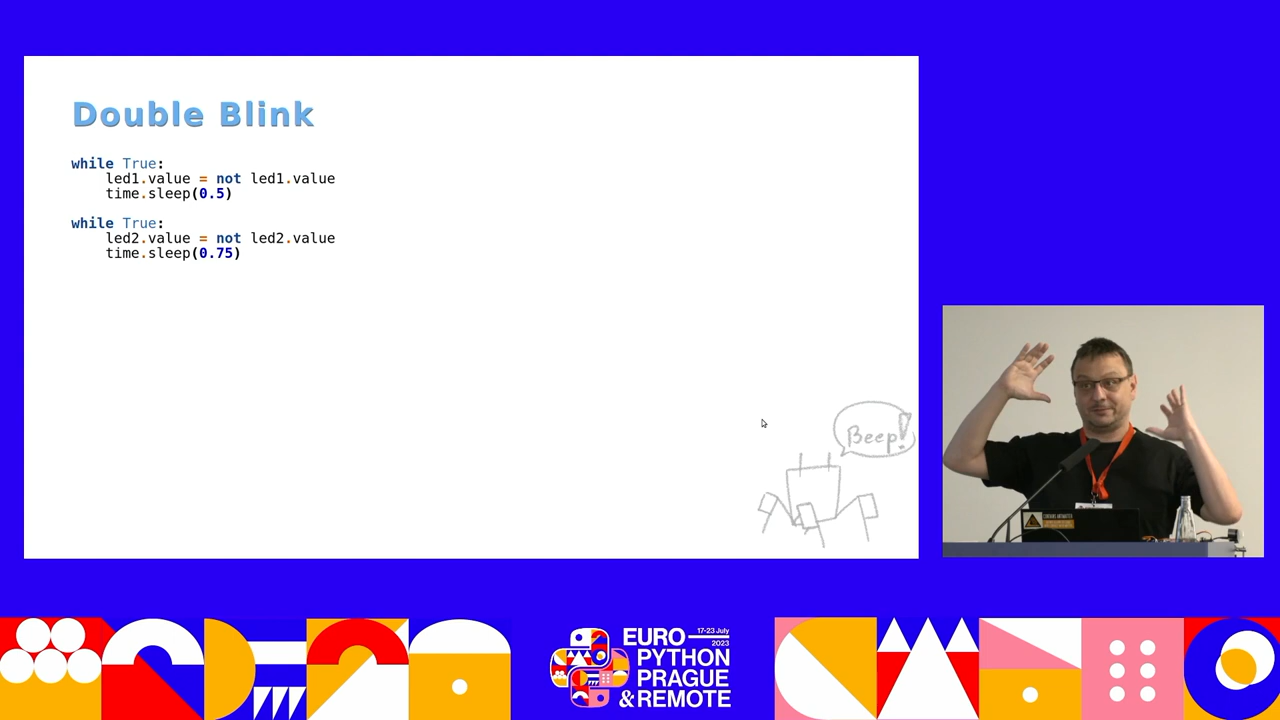 Double Blink
while True:
    led1.value = not led1.value
    time.sleep(0.5)
while True:
    led2.value = not led2.value
    time.sleep(0.75)
Beep!
EURO
17-23 July
2023
PYTHON
PRAGUE
& REMOTE